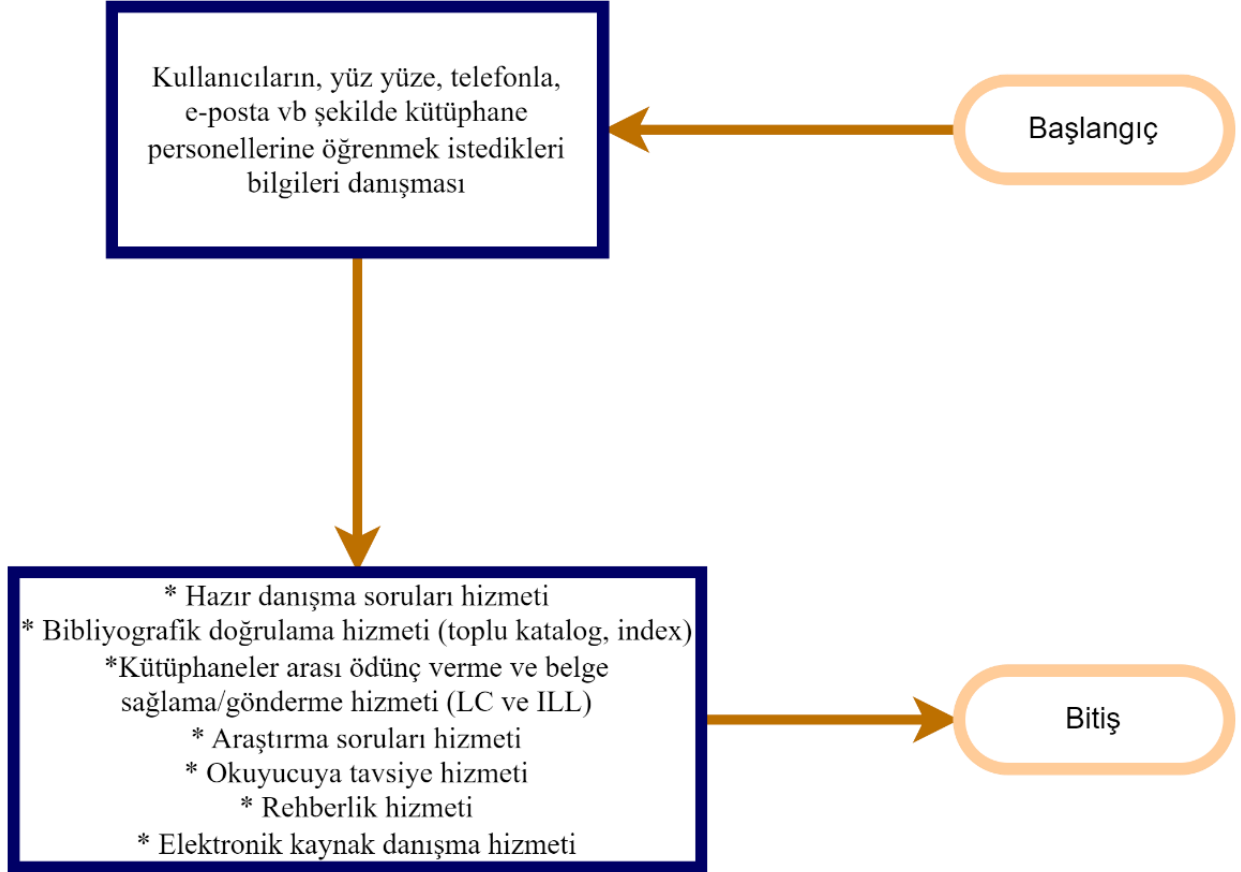 Başlangıç
Kullanıcıların, yüz yüze, telefonla,
e-posta vb şekilde kütüphane
personellerine öğrenmek istedikleri
bilgileri danışması
* Hazır danışma soruları hizmeti
* Bibliyografik doğrulama hizmeti (toplu katalog, index)
*Kütüphaneler arası ödünç verme ve belge
sağlama/gönderme hizmeti (LC ve ILL)
* Araştırma soruları hizmeti
* Okuyucuya tavsiye hizmeti
* Rehberlik hizmeti
* Elektronik kaynak danışma hizmeti
Bitiş